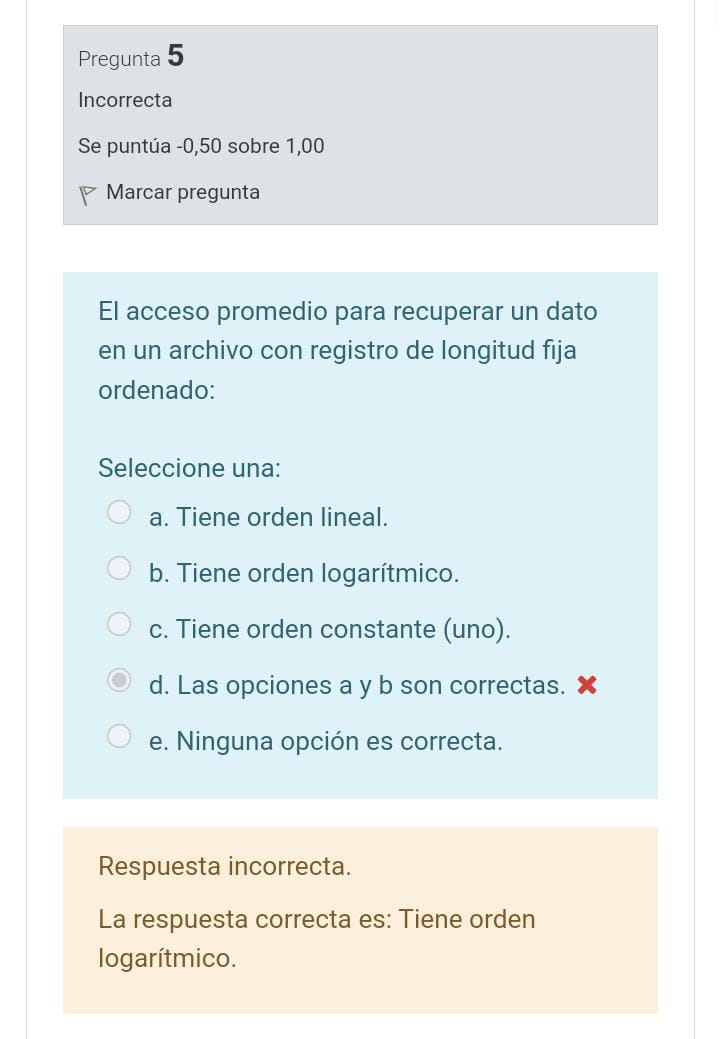 Pregunta 5
Incorrecta
Se puntúa -0,50 sobre 1,00
Marcar pregunta
El acceso promedio para recuperar un dato
en un archivo con registro de longitud fija
ordenado:
Seleccione una:
a. Tiene orden lineal.
b. Tiene orden logarítmico.
c. Tiene orden constante (uno).
d. Las opciones a y b son correctas.
e. Ninguna opción es correcta.
Respuesta incorrecta.
La respuesta correcta es: Tiene orden
logarítmico.